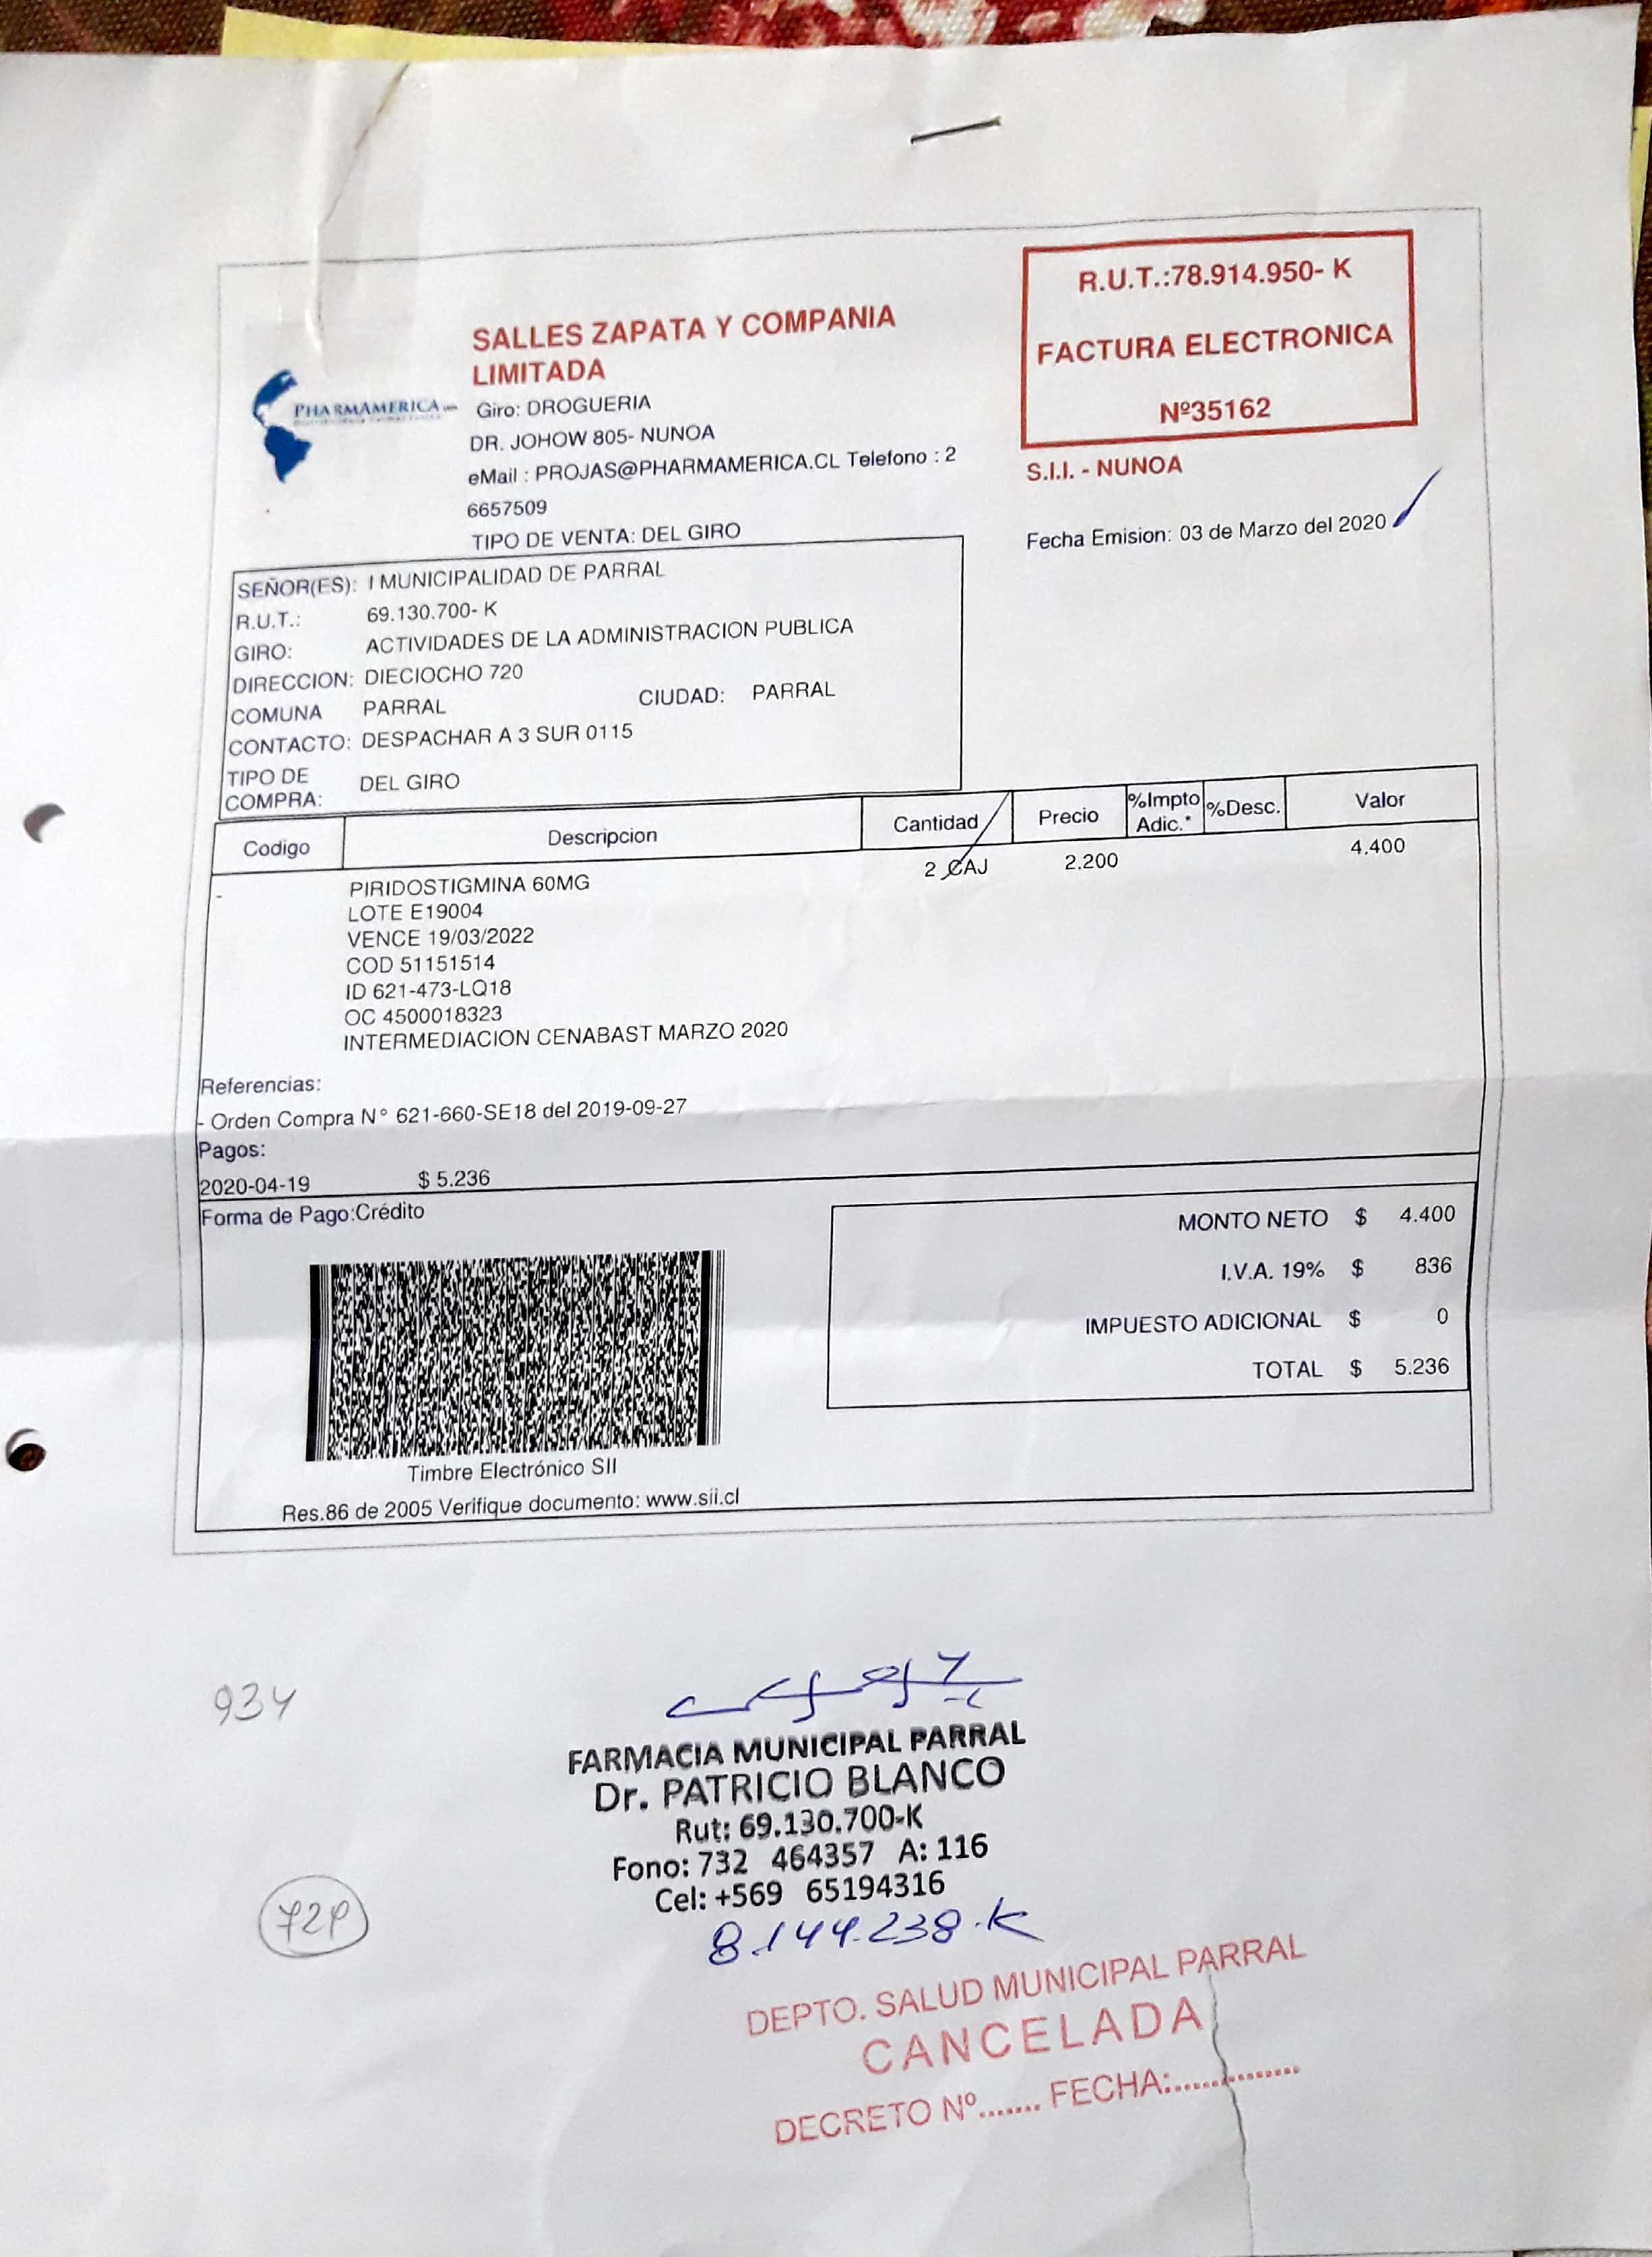 R.U.T.:78.914.950- K
FACTURA ELECTRONICA
Nº35162
S.I.I. - NUNOA
Fecha Emision: 03 de Marzo del 2020
PHARMAMERICA
SALLES ZAPATA Y COMPANIA
LIMITADA
Giro: DROGUERIA
DR. JOHOW 805- NUNOA
eMail : PROJAS@PHARMAMERICA.CL Telefono : 2
6657509
TIPO DE VENTA: DEL GIRO
SEÑOR(ES): I MUNICIPALIDAD DE PARRAL
R.U.T.: 69.130.700- K
GIRO: ACTIVIDADES DE LA ADMINISTRACION PUBLICA
DIRECCION: DIECIOCHO 720
COMUNA PARRAL CIUDAD: PARRAL
CONTACTO: DESPACHAR A 3 SUR 0115
TIPO DE COMPRA: DEL GIRO
Codigo Descripcion Cantidad Precio %Impto Adic.* %Desc. Valor
- PIRIDOSTIGMINA 60MG 2 CAJ 2.200 4.400
LOTE E19004
VENCE 19/03/2022
COD 51151514
ID 621-473-LQ18
OC 4500018323
INTERMEDIACION CENABAST MARZO 2020
Referencias:
- Orden Compra N° 621-660-SE18 del 2019-09-27
Pagos:
2020-04-19 $ 5.236
Forma de Pago:Crédito
MONTO NETO $ 4.400
I.V.A. 19% $ 836
IMPUESTO ADICIONAL $ 0
TOTAL $ 5.236
Timbre Electrónico SII
Res.86 de 2005 Verifique documento: www.sii.cl
934
FARMACIA MUNICIPAL PARRAL
Dr. PATRICIO BLANCO
Rut: 69.130.700-K
Fono: 732 464357 A: 116
Cel: +569 65194316
8.144.238-K
DEPTO. SALUD MUNICIPAL PARRAL
CANCELADA
DECRETO Nº....... FECHA:..............